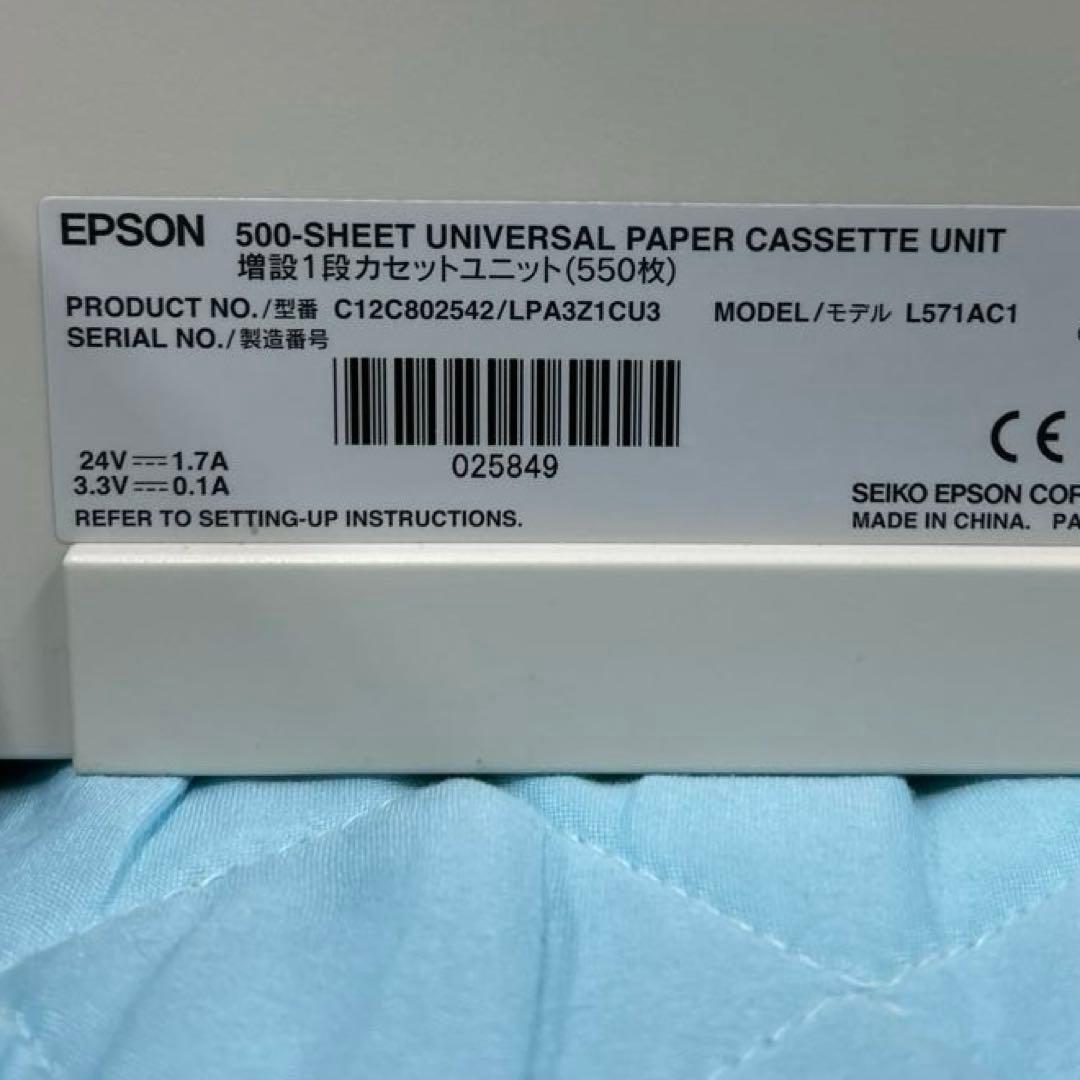 EPSON 500-SHEET UNIVERSAL PAPER CASSETTE UNIT
増設1段カセットユニット(550枚)
PRODUCT NO./型番 C12C802542/LPA3Z1CU3 MODEL/モデル L571AC1
SERIAL NO./製造番号
025849
24V⎓1.7A
3.3V⎓0.1A
CE
REFER TO SETTING-UP INSTRUCTIONS.
SEIKO EPSON
MADE IN CHINA.